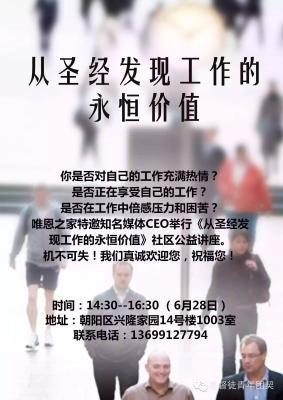 从圣经发现工作的
永恒价值
你是否对自己的工作充满热情？
是否正在享受自己的工作？
是否在工作中倍感压力和困苦？
唯恩之家特邀知名媒体CEO举行《从圣经发
现工作的永恒价值》社区公益讲座。
机不可失！我们真诚欢迎您，祝福您！
时间：14:30--16:30 （6月28日）
地址：朝阳区兴隆家园14号楼1003室
联系电话：13699127794
督徒青年团契